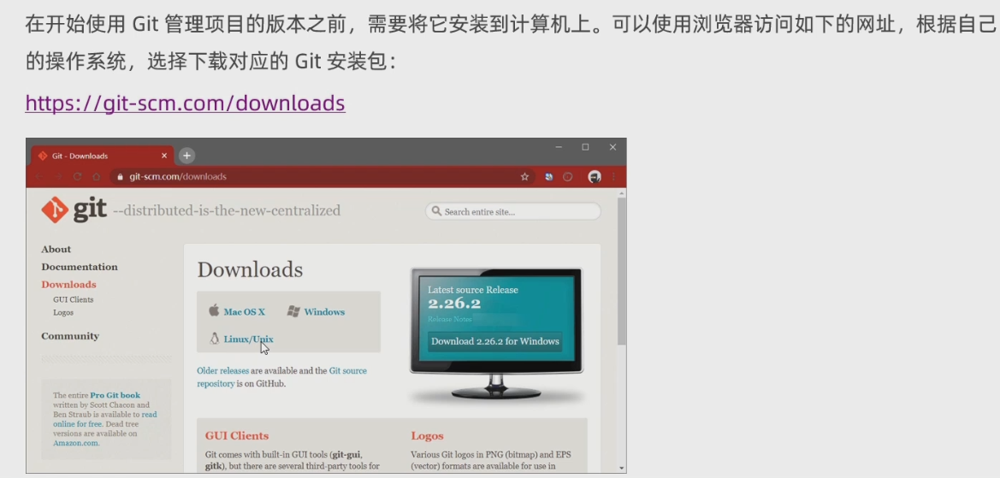 在开始使用 Git 管理项目的版本之前，需要将它安装到计算机上。可以使用浏览器访问如下的网址，根据自己
的操作系统，选择下载对应的 Git 安装包：
https://git-scm.com/downloads
Git - Downloads
git-scm.com/downloads
git --distributed-is-the-new-centralized
Search entire site...
About
Documentation
Downloads
GUI Clients
Logos
Community
The entire Pro Git book
written by Scott Chacon and
Ben Straub is available to read
online for free. Dead tree
versions are available on
Amazon.com.
Downloads
Mac OS X
Windows
Linux/Unix
Older releases are available and the Git source
repository is on GitHub.
Latest source Release
2.26.2
Release Notes
Download 2.26.2 for Windows
GUI Clients
Git comes with built-in GUI tools (git-gui,
gitk), but there are several third-party tools for
Logos
Various Git logos in PNG (bitmap) and EPS
(vector) formats are available for use in